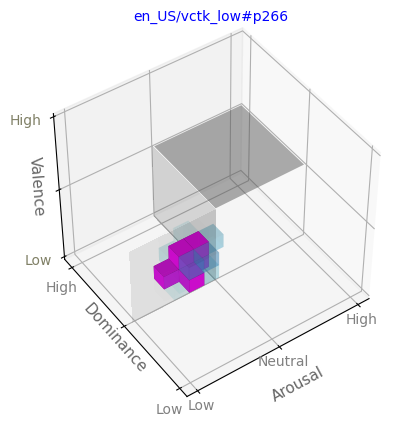 en_US/vctk_low#p266
High
Valence
Low
High
Dominance
Low
Low
Neutral
Arousal
High